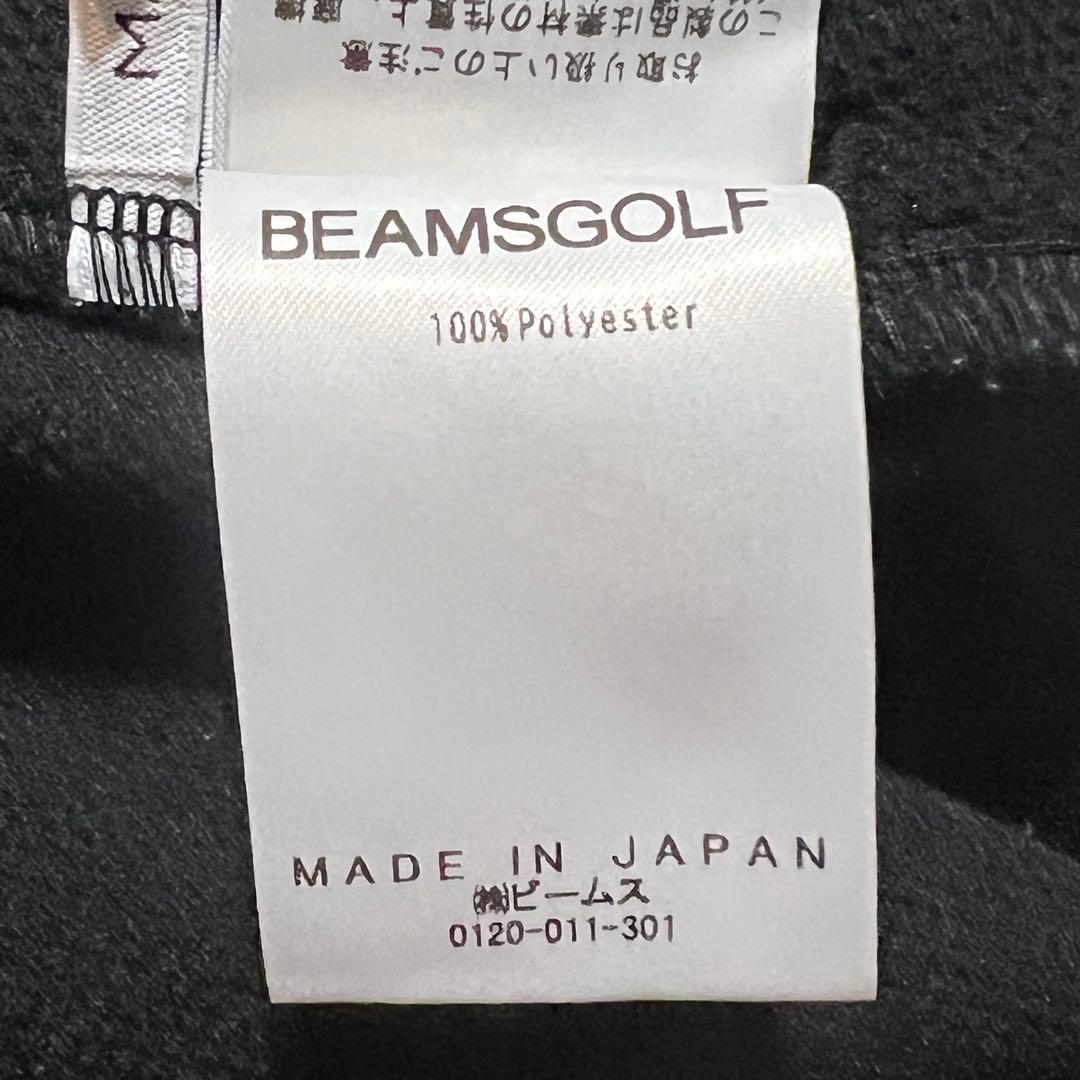 お取り扱い上のご注意
この製品は素材の性質上、摩擦
BEAMSGOLF
100% Polyester
MADE IN JAPAN
㈱ビームス
0120-011-301
M